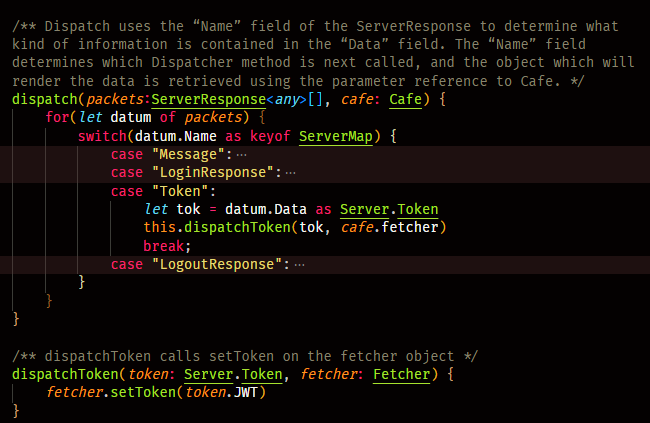 /** Dispatch uses the “Name” field of the ServerResponse to determine what
kind of information is contained in the “Data” field. The “Name” field
determines which Dispatcher method is next called, and the object which will
render the data is retrieved using the parameter reference to Cafe. */
dispatch(packets:ServerResponse<any>[], cafe: Cafe) {
    for(let datum of packets) {
        switch(datum.Name as keyof ServerMap) {
            case "Message":···
            case "LoginResponse":···
            case "Token":
                let tok = datum.Data as Server.Token
                this.dispatchToken(tok, cafe.fetcher)
                break;
            case "LogoutResponse":···
        }
    }
}

/** dispatchToken calls setToken on the fetcher object */
dispatchToken(token: Server.Token, fetcher: Fetcher) {
    fetcher.setToken(token.JWT)
}